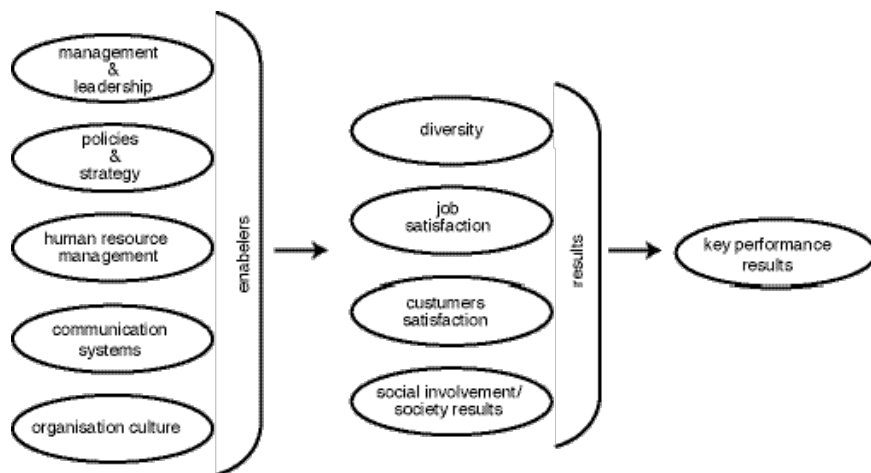 management
&
leadership
policies
&
strategy
human resource
management
communication
systems
organisation culture
enabelers
diversity
job
satisfaction
custumers
satisfaction
social involvement/
society results
results
key performance
results